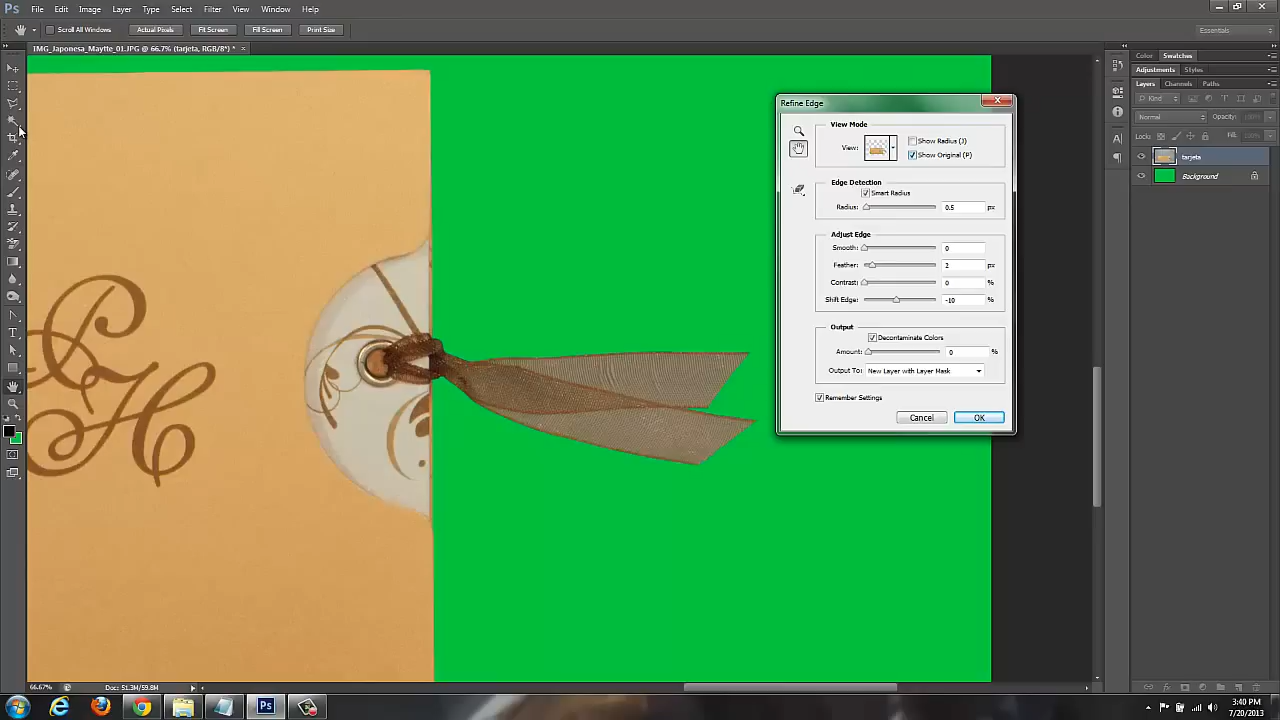 Ps File Edit Image Layer Type Select Filter View Window Help
Scroll All Windows Actual Pixels Fit Screen Fill Screen Print Size Essentials
IMG_Japonesa_Maytte_01.JPG @ 66.7% (tarjeta, RGB/8*) * ×
Color Swatches
Adjustments Styles
Layers Channels Paths
Kind
Normal Opacity:
Lock: Fill:
tarjeta
Background
Refine Edge
View Mode
View: Show Radius (J)
Show Original (P)
Edge Detection
Smart Radius
Radius: 0.5 px
Adjust Edge
Smooth: 0
Feather: 2 px
Contrast: 0 %
Shift Edge: -10 %
Output
Decontaminate Colors
Amount: 0 %
Output To: New Layer with Layer Mask
Remember Settings
Cancel OK
H
66.67% Doc: 51.3M/59.8M
3:40 PM
7/20/2013